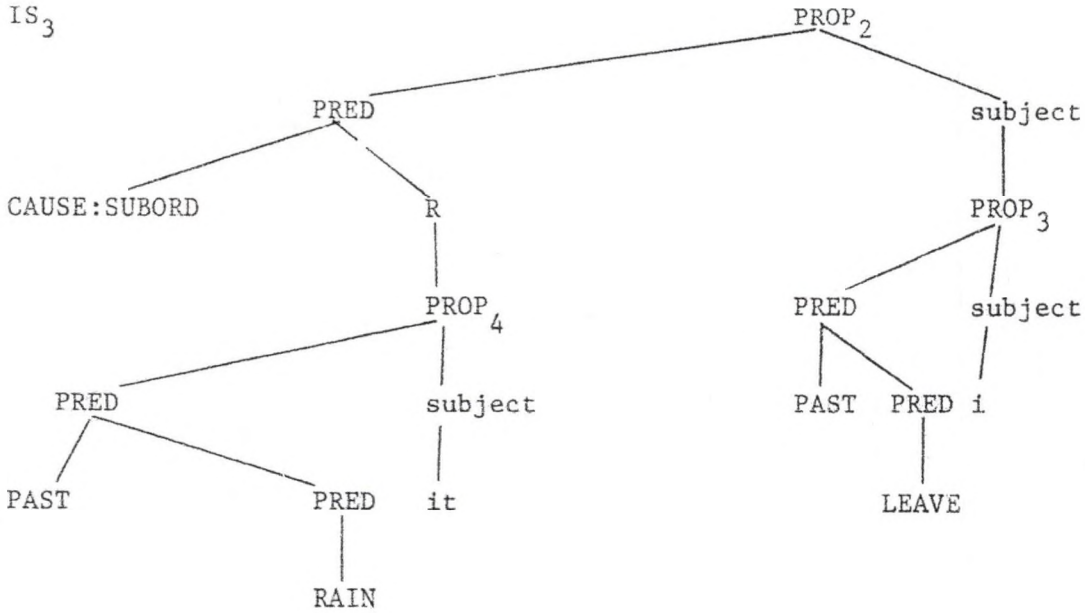 IS3 PROP2
PRED subject
CAUSE:SUBORD R PROP3
PROP4 PRED subject
PRED subject PAST PRED i
PAST PRED it LEAVE
RAIN